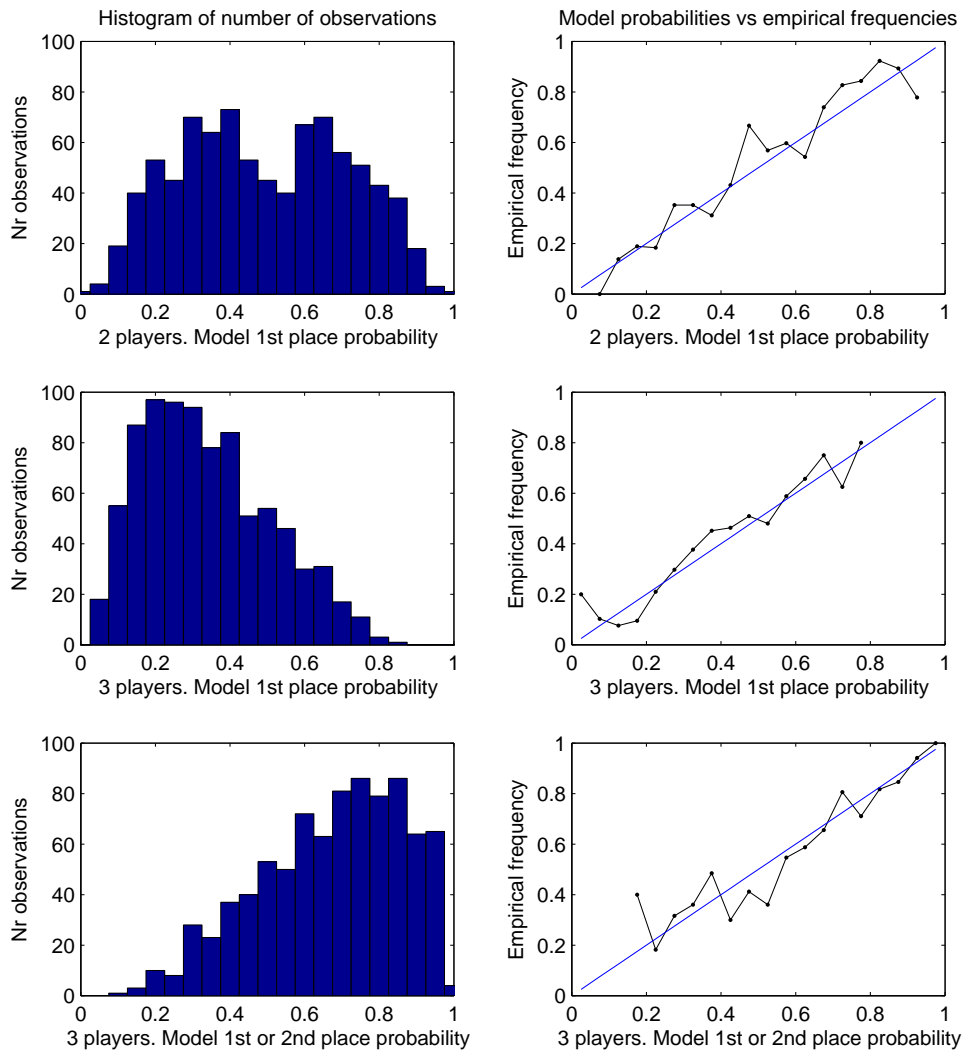 Histogram of number of observations
Model probabilities vs empirical frequencies
100
80
60
40
20
0
Nr observations
0 0.2 0.4 0.6 0.8 1
2 players. Model 1st place probability
1
0.8
0.6
0.4
0.2
0
Empirical frequency
0 0.2 0.4 0.6 0.8 1
2 players. Model 1st place probability
100
80
60
40
20
0
Nr observations
0 0.2 0.4 0.6 0.8 1
3 players. Model 1st place probability
1
0.8
0.6
0.4
0.2
0
Empirical frequency
0 0.2 0.4 0.6 0.8 1
3 players. Model 1st place probability
100
80
60
40
20
0
Nr observations
0 0.2 0.4 0.6 0.8 1
3 players. Model 1st or 2nd place probability
1
0.8
0.6
0.4
0.2
0
Empirical frequency
0 0.2 0.4 0.6 0.8 1
3 players. Model 1st or 2nd place probability